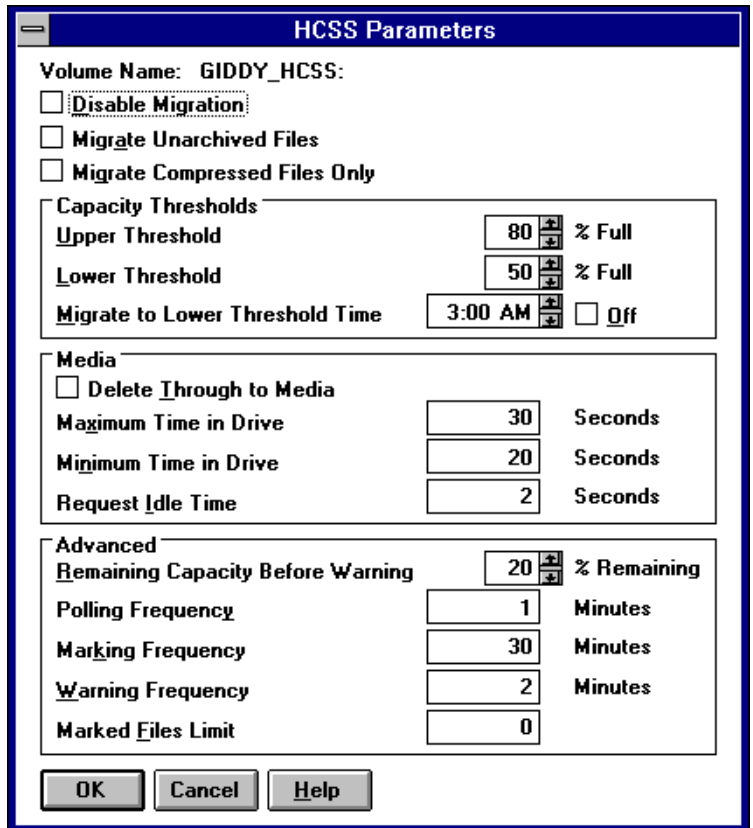 HCSS Parameters
Volume Name: GIDDY_HCSS:
Disable Migration
Migrate Unarchived Files
Migrate Compressed Files Only
Capacity Thresholds
Upper Threshold 80 % Full
Lower Threshold 50 % Full
Migrate to Lower Threshold Time 3:00 AM Off
Media
Delete Through to Media
Maximum Time in Drive 30 Seconds
Minimum Time in Drive 20 Seconds
Request Idle Time 2 Seconds
Advanced
Remaining Capacity Before Warning 20 % Remaining
Polling Frequency 1 Minutes
Marking Frequency 30 Minutes
Warning Frequency 2 Minutes
Marked Files Limit 0
OK Cancel Help